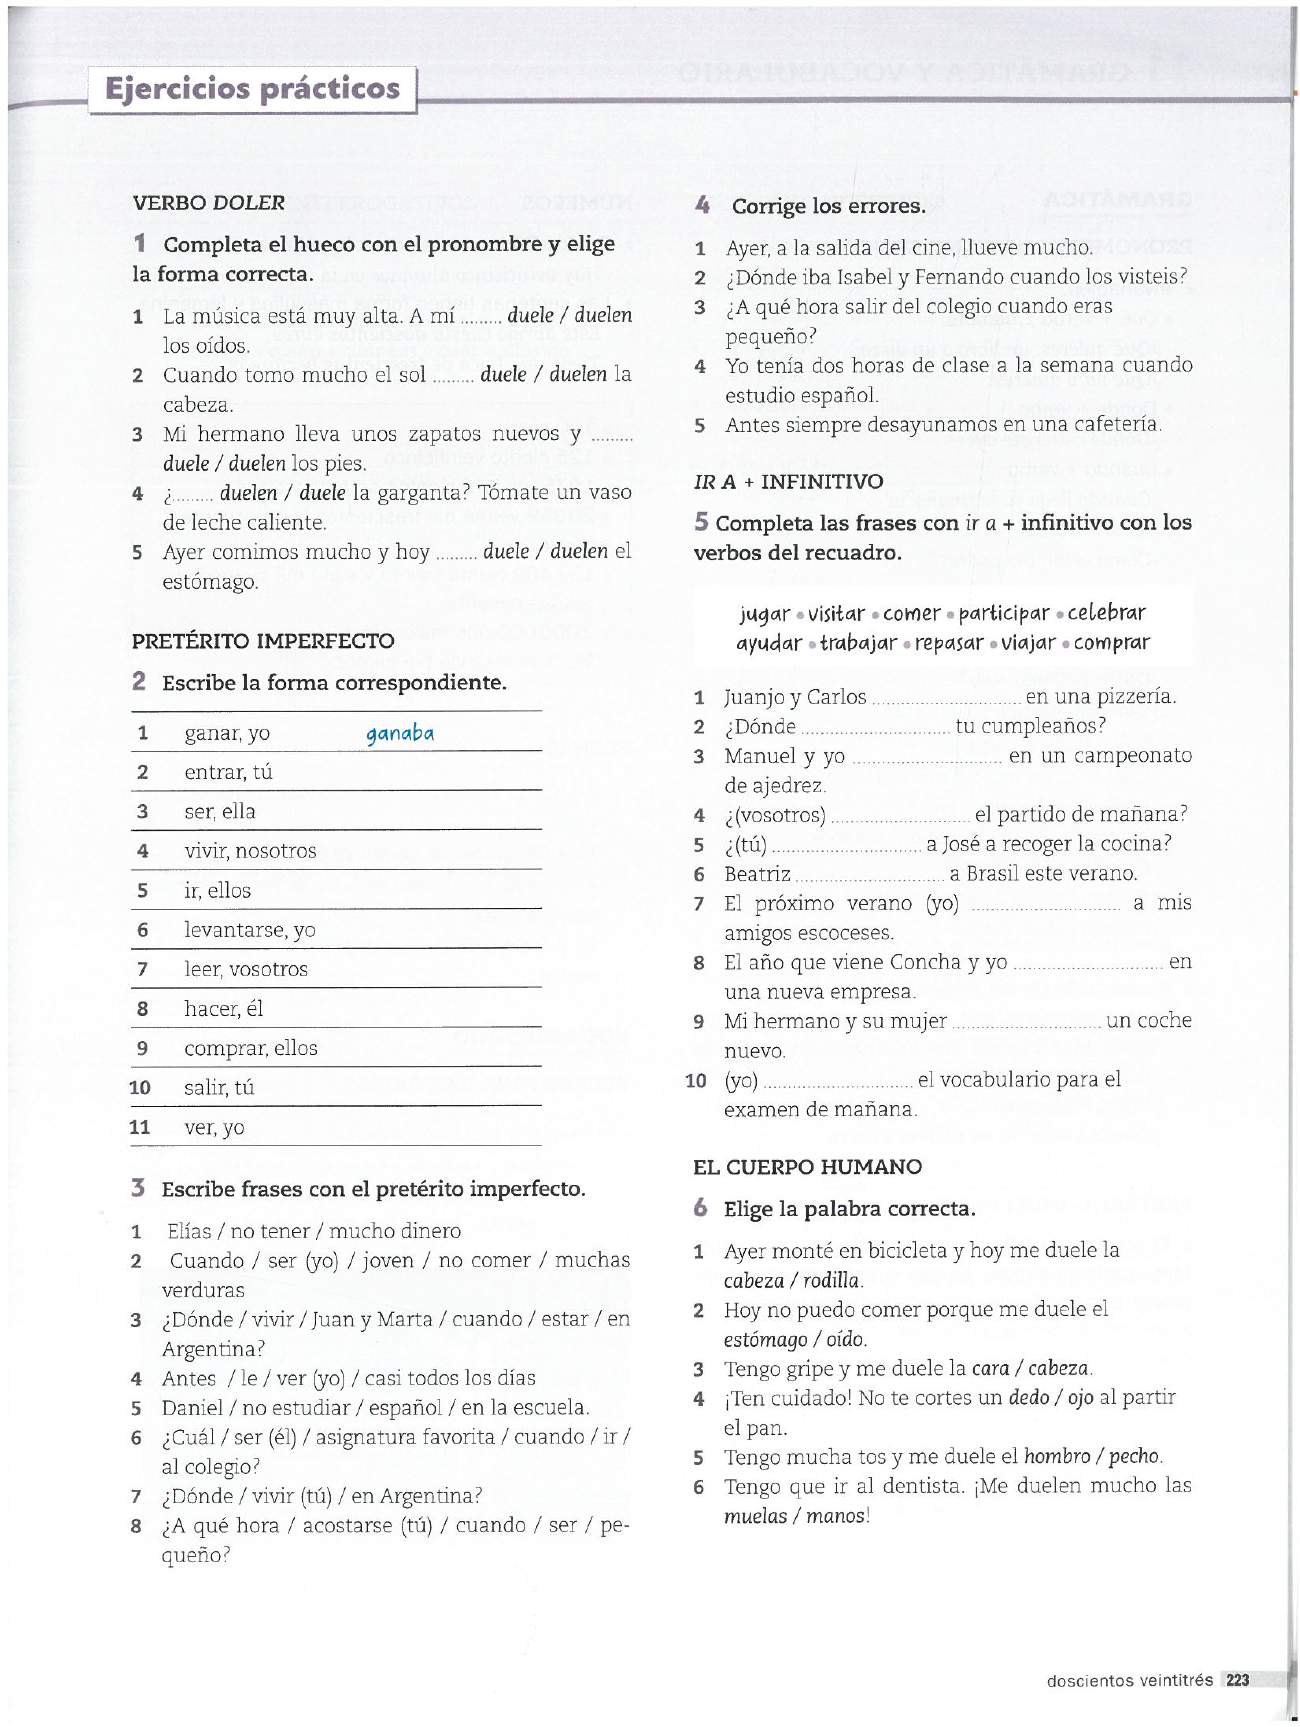 Ejercicios prácticos
VERBO DOLER
1 Completa el hueco con el pronombre y elige
la forma correcta.
1 La música está muy alta. A mí ........ duele / duelen
los oídos.
2 Cuando tomo mucho el sol ........ duele / duelen la
cabeza.
3 Mi hermano lleva unos zapatos nuevos y ........
duele / duelen los pies.
4 ¿........ duelen / duele la garganta? Tómate un vaso
de leche caliente.
5 Ayer comimos mucho y hoy ........ duele / duelen el
estómago.
PRETÉRITO IMPERFECTO
2 Escribe la forma correspondiente.
1 ganar, yo ganaba
2 entrar, tú
3 ser, ella
4 vivir, nosotros
5 ir, ellos
6 levantarse, yo
7 leer, vosotros
8 hacer, él
9 comprar, ellos
10 salir, tú
11 ver, yo
3 Escribe frases con el pretérito imperfecto.
1 Elías / no tener / mucho dinero
2 Cuando / ser (yo) / joven / no comer / muchas
verduras
3 ¿Dónde / vivir / Juan y Marta / cuando / estar / en
Argentina?
4 Antes / le / ver (yo) / casi todos los días
5 Daniel / no estudiar / español / en la escuela.
6 ¿Cuál / ser (él) / asignatura favorita / cuando / ir /
al colegio?
7 ¿Dónde / vivir (tú) / en Argentina?
8 ¿A qué hora / acostarse (tú) / cuando / ser / pe-
queño?
4 Corrige los errores.
1 Ayer, a la salida del cine, llueve mucho.
2 ¿Dónde iba Isabel y Fernando cuando los visteis?
3 ¿A qué hora salir del colegio cuando eras
pequeño?
4 Yo tenía dos horas de clase a la semana cuando
estudio español.
5 Antes siempre desayunamos en una cafetería.
IR A + INFINITIVO
5 Completa las frases con ir a + infinitivo con los
verbos del recuadro.
jugar • visitar • comer • participar • celebrar
ayudar • trabajar • repasar • viajar • comprar
1 Juanjo y Carlos .............................. en una pizzería.
2 ¿Dónde .............................. tu cumpleaños?
3 Manuel y yo .............................. en un campeonato
de ajedrez.
4 ¿(vosotros) ............................ el partido de mañana?
5 ¿(tú) .............................. a José a recoger la cocina?
6 Beatriz .............................. a Brasil este verano.
7 El próximo verano (yo) .............................. a mis
amigos escoceses.
8 El año que viene Concha y yo .............................. en
una nueva empresa.
9 Mi hermano y su mujer .............................. un coche
nuevo.
10 (yo) .............................. el vocabulario para el
examen de mañana.
EL CUERPO HUMANO
6 Elige la palabra correcta.
1 Ayer monté en bicicleta y hoy me duele la
cabeza / rodilla.
2 Hoy no puedo comer porque me duele el
estómago / oído.
3 Tengo gripe y me duele la cara / cabeza.
4 ¡Ten cuidado! No te cortes un dedo / ojo al partir
el pan.
5 Tengo mucha tos y me duele el hombro / pecho.
6 Tengo que ir al dentista. ¡Me duelen mucho las
muelas / manos!
doscientos veintitrés 223